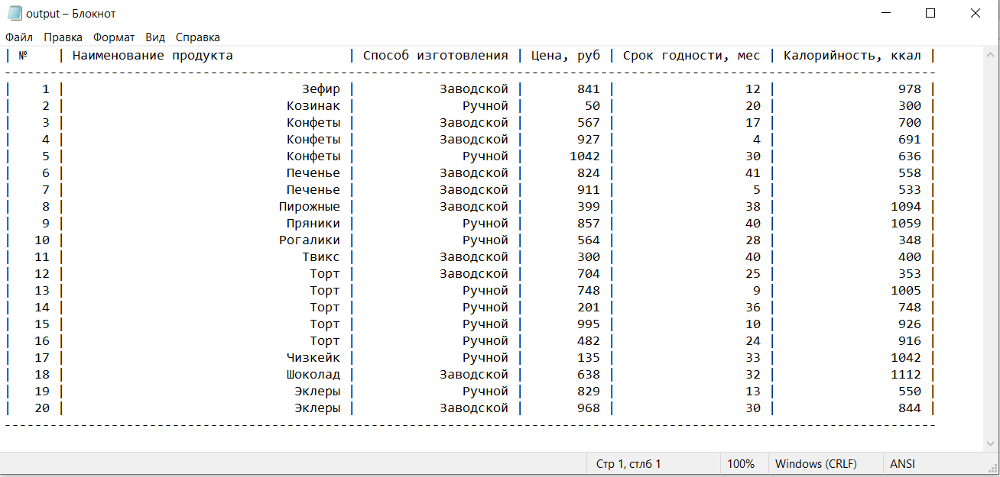 output – Блокнот
Файл Правка Формат Вид Справка
| № | Наименование продукта | Способ изготовления | Цена, руб | Срок годности, мес | Калорийность, ккал |
--------------------------------------------------------------------------------------------------------------------------
| 1 | Зефир | Заводской | 841 | 12 | 978 |
| 2 | Козинак | Ручной | 50 | 20 | 300 |
| 3 | Конфеты | Заводской | 567 | 17 | 700 |
| 4 | Конфеты | Заводской | 927 | 4 | 691 |
| 5 | Конфеты | Ручной | 1042 | 30 | 636 |
| 6 | Печенье | Заводской | 824 | 41 | 558 |
| 7 | Печенье | Заводской | 911 | 5 | 533 |
| 8 | Пирожные | Заводской | 399 | 38 | 1094 |
| 9 | Пряники | Ручной | 857 | 40 | 1059 |
| 10 | Рогалики | Ручной | 564 | 28 | 348 |
| 11 | Твикс | Заводской | 300 | 40 | 400 |
| 12 | Торт | Заводской | 704 | 25 | 353 |
| 13 | Торт | Ручной | 748 | 9 | 1005 |
| 14 | Торт | Ручной | 201 | 36 | 748 |
| 15 | Торт | Ручной | 995 | 10 | 926 |
| 16 | Торт | Ручной | 482 | 24 | 916 |
| 17 | Чизкейк | Ручной | 135 | 33 | 1042 |
| 18 | Шоколад | Заводской | 638 | 32 | 1112 |
| 19 | Эклеры | Ручной | 829 | 13 | 550 |
| 20 | Эклеры | Заводской | 968 | 30 | 844 |
--------------------------------------------------------------------------------------------------------------------------
Стр 1, стлб 1 100% Windows (CRLF) ANSI